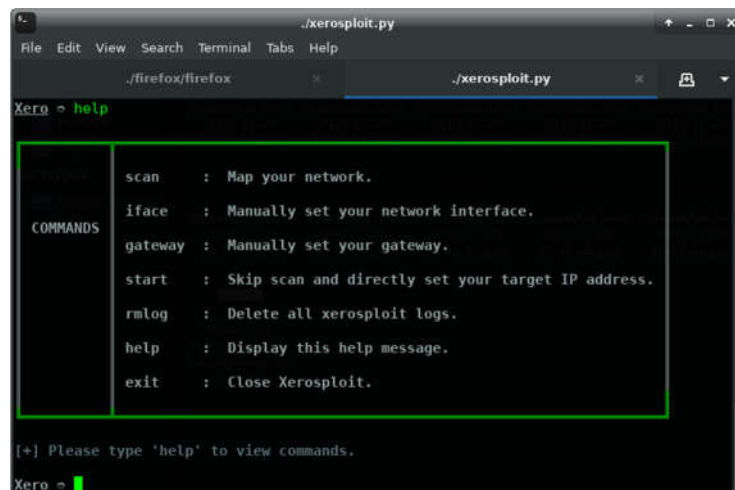 ./xerosploit.py
File Edit View Search Terminal Tabs Help
./firefox/firefox
./xerosploit.py
Xero ⇨ help
COMMANDS
scan : Map your network.
iface : Manually set your network interface.
gateway : Manually set your gateway.
start : Skip scan and directly set your target IP address.
rmlog : Delete all xerosploit logs.
help : Display this help message.
exit : Close Xerosploit.
[+] Please type 'help' to view commands.
Xero ⇨